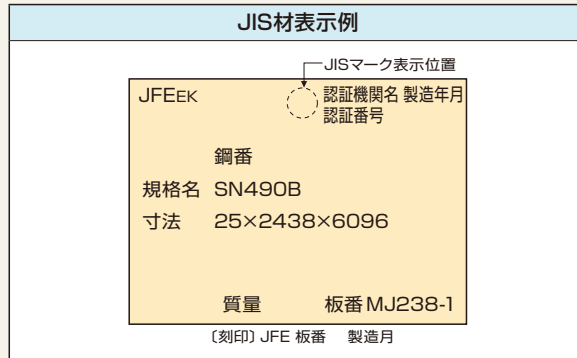 JIS材表示例
JISマーク表示位置
JFEEK
認証機関名 製造年月
認証番号
鋼番
規格名 SN490B
寸法 25×2438×6096
質量 板番 MJ238-1
〔刻印〕 JFE 板番 製造月